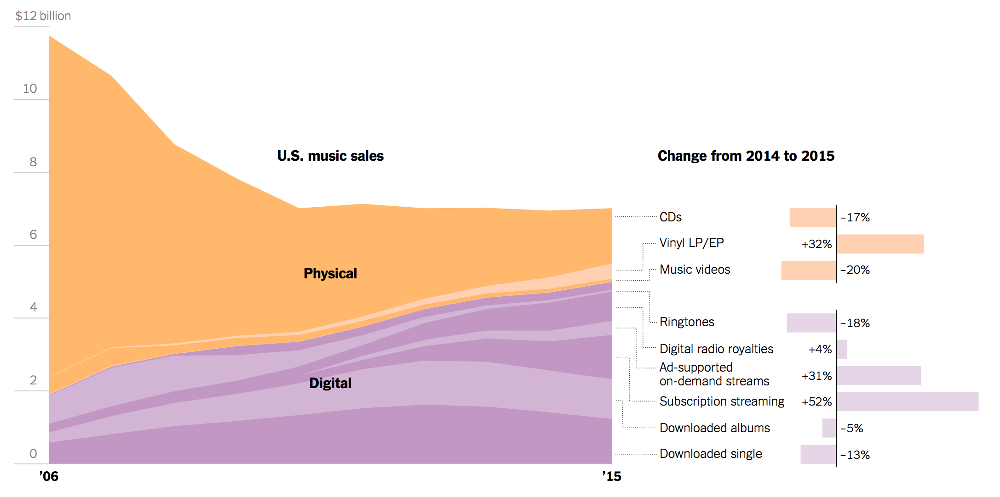 $12 billion
10
8
6
4
2
0
’06
’15
U.S. music sales
Physical
Digital
Change from 2014 to 2015
CDs –17%
Vinyl LP/EP +32%
Music videos –20%
Ringtones –18%
Digital radio royalties +4%
Ad-supported
on-demand streams +31%
Subscription streaming +52%
Downloaded albums –5%
Downloaded single –13%